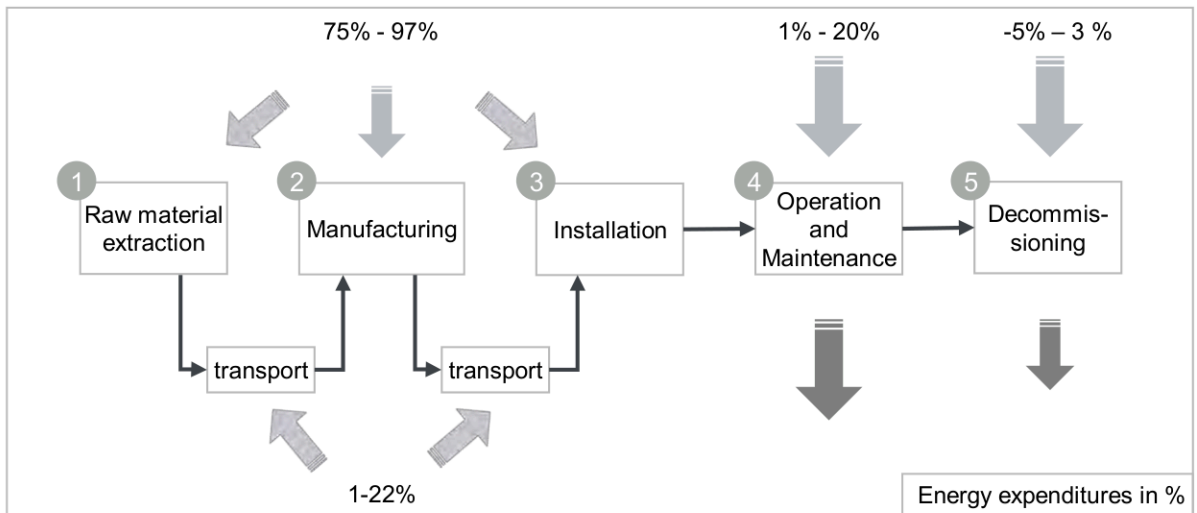 75% - 97%
1% - 20%
-5% – 3 %
1
Raw material
extraction
2
Manufacturing
3
Installation
4
Operation
and
Maintenance
5
Decommis-
sioning
transport
transport
1-22%
Energy expenditures in %